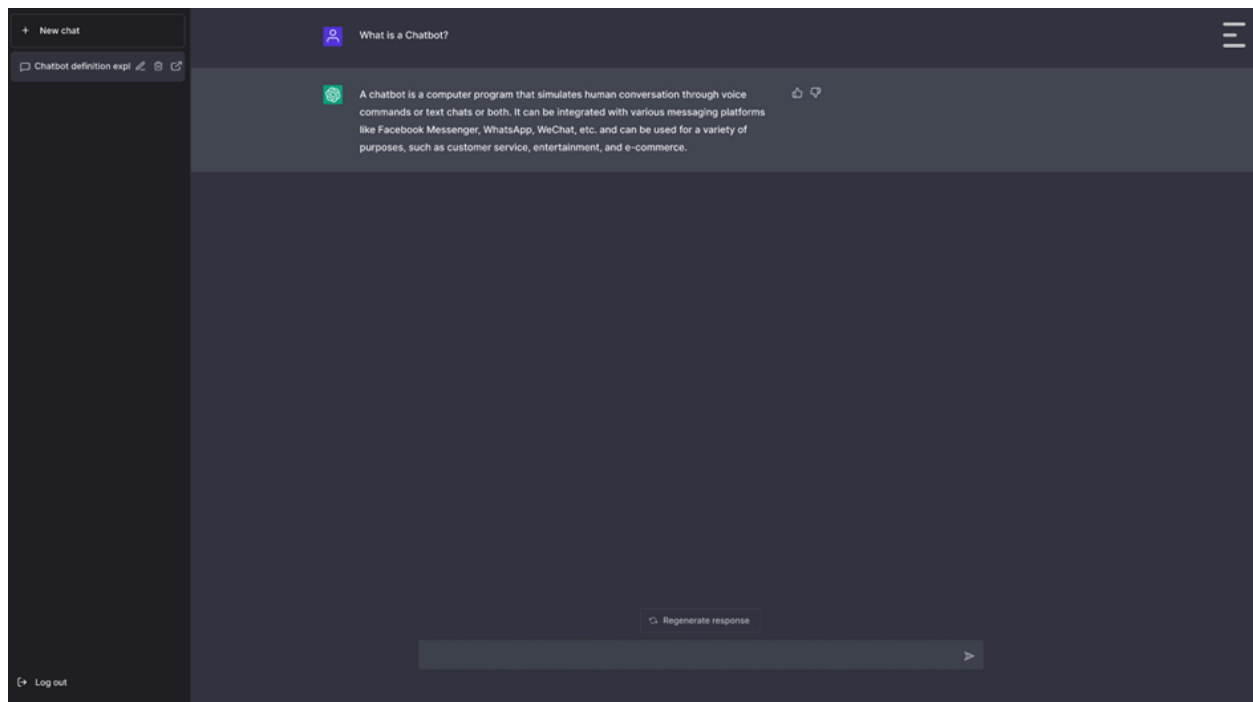 New chat
Chatbot definition expl
What is a Chatbot?
A chatbot is a computer program that simulates human conversation through voice
commands or text chats or both. It can be integrated with various messaging platforms
like Facebook Messenger, WhatsApp, WeChat, etc. and can be used for a variety of
purposes, such as customer service, entertainment, and e-commerce.
Regenerate response
Log out